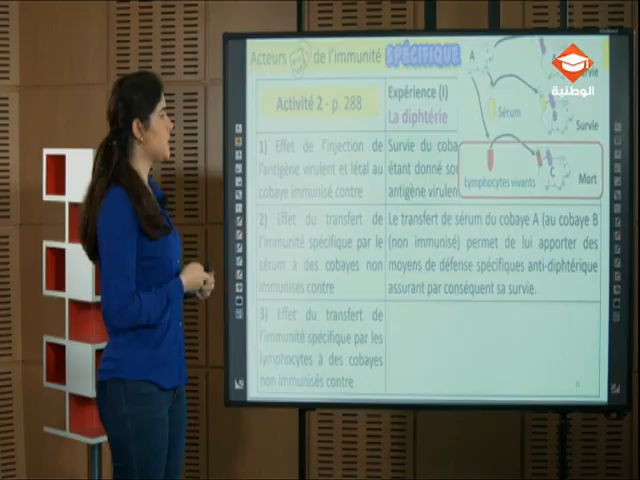 Acteurs de l'immunité SPÉCIFIQUE
Activité 2 - p. 288
Expérience (I)
La diphtérie
1) Effet de l'injection de
l'antigène virulent et létal au
cobaye immunisé contre
Survie du coba
étant donné
antigène virulen
2) Effet du transfert de
l'immunité spécifique par le
sérum à des cobayes non
immunisés contre
Le transfert de sérum du cobaye A (au cobaye B
(non immunisé) permet de lui apporter des
moyens de défense spécifiques anti-diphtérique
assurant par conséquent sa survie.
3) Effet du transfert de
l'immunité spécifique par les
lymphocytes à des cobayes
non immunisés contre
A
Sérum
B
Survie
Lymphocytes vivants
C
Mort
الوطنية